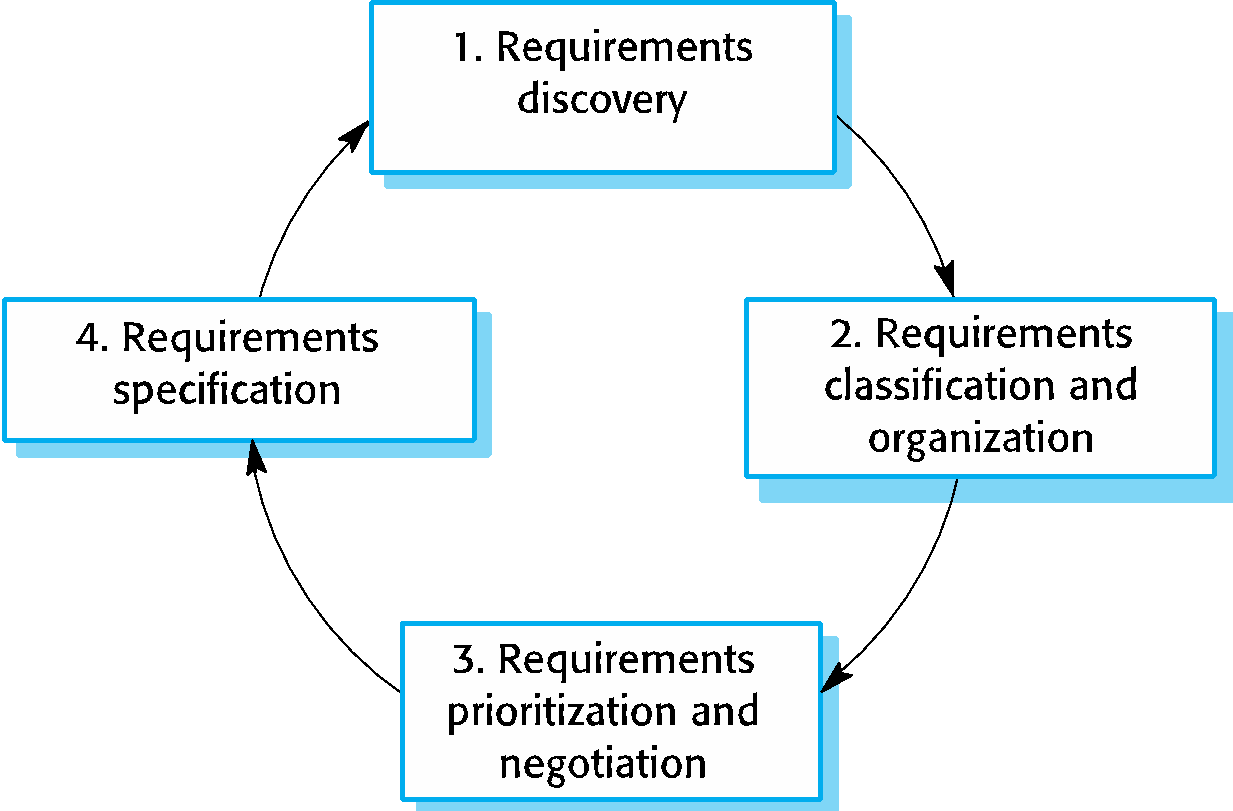 1. Requirements
discovery
2. Requirements
classification and
organization
3. Requirements
prioritization and
negotiation
4. Requirements
specification